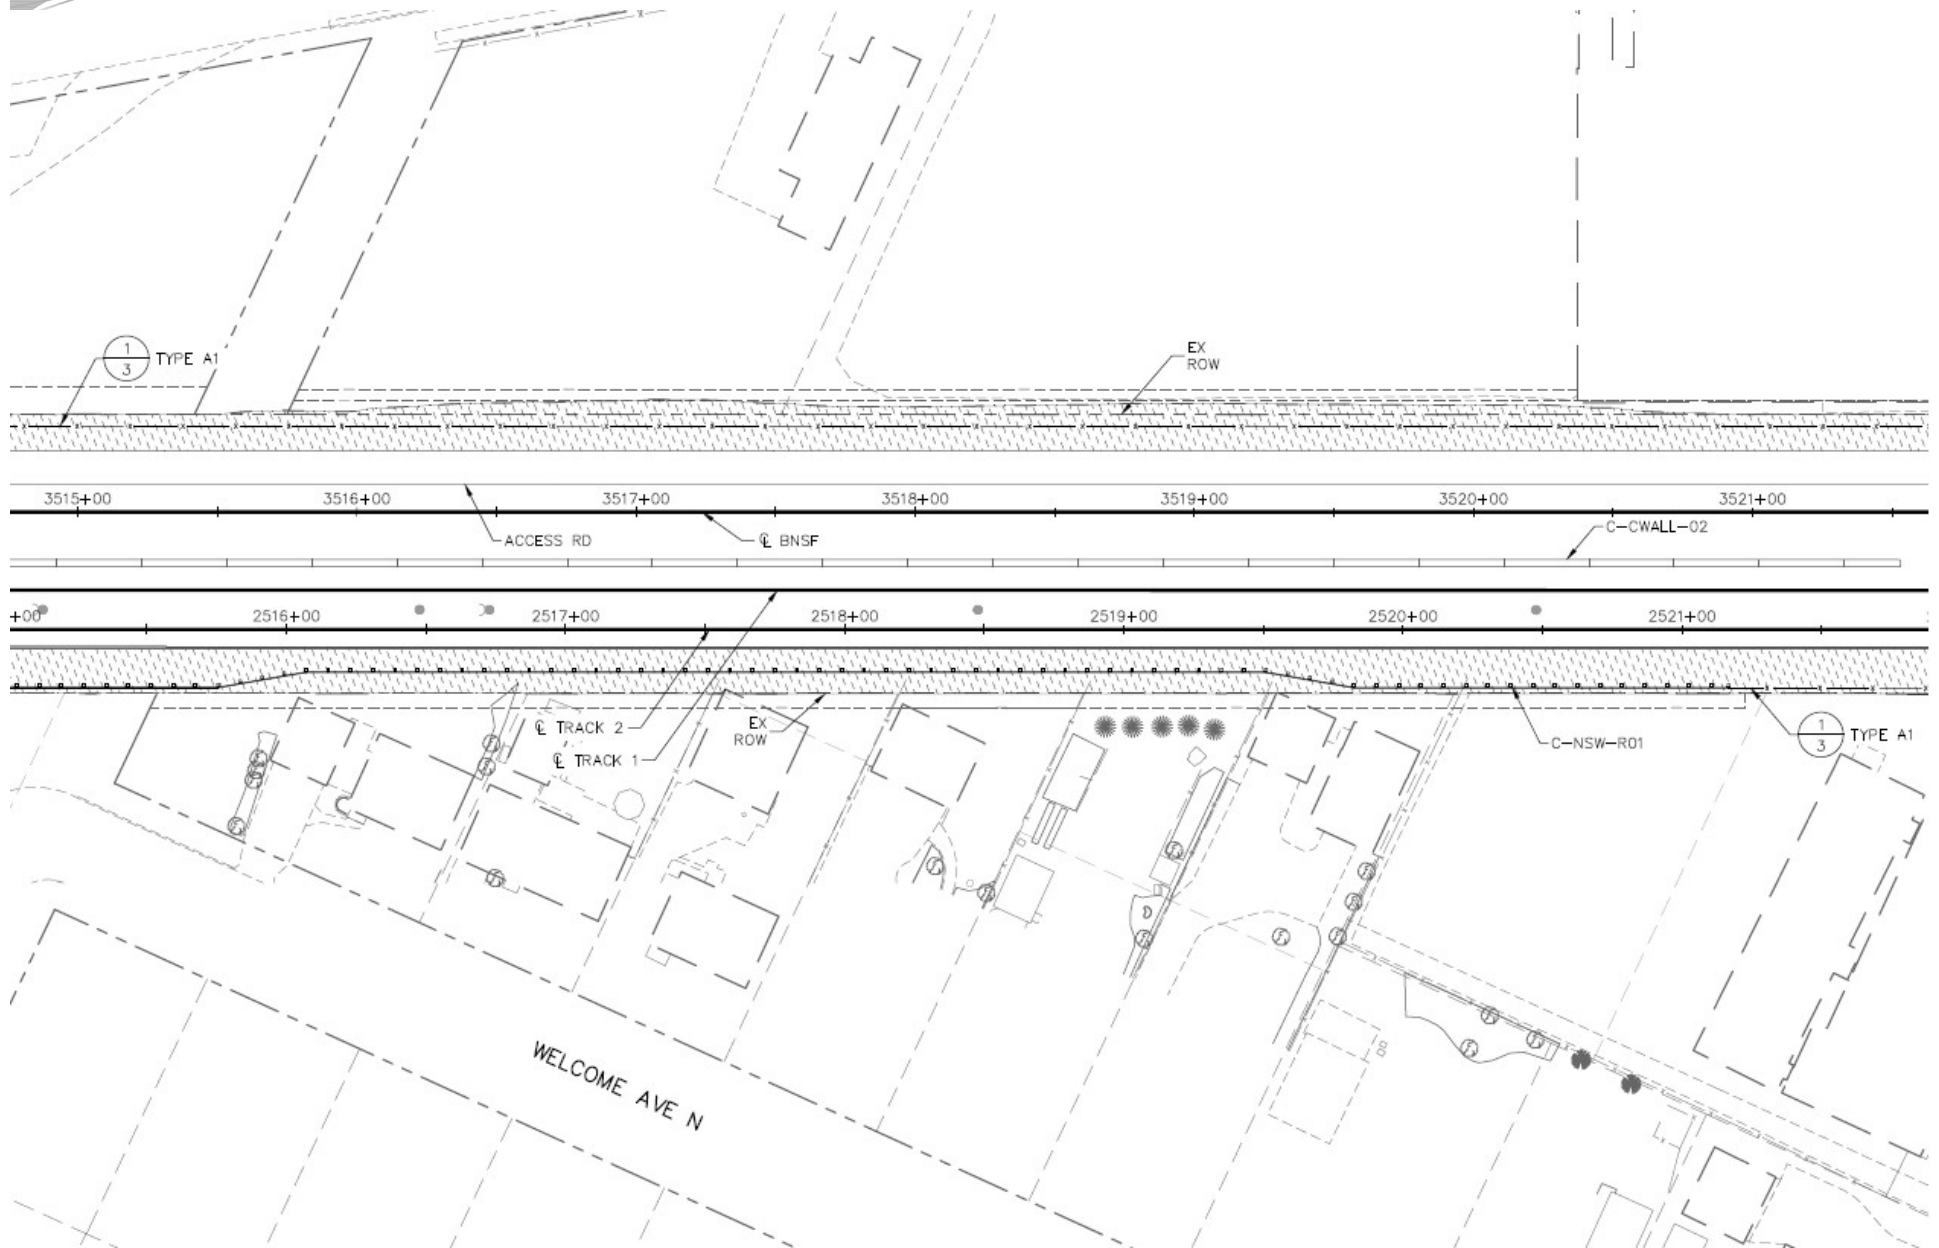 1
3
TYPE A1
EX
ROW
3515+00
3516+00
3517+00
3518+00
3519+00
3520+00
3521+00
ACCESS RD
℄ BNSF
C-CWALL-02
+00
2516+00
2517+00
2518+00
2519+00
2520+00
2521+00
℄ TRACK 2
℄ TRACK 1
EX
ROW
C-NSW-R01
1
3
TYPE A1
WELCOME AVE N